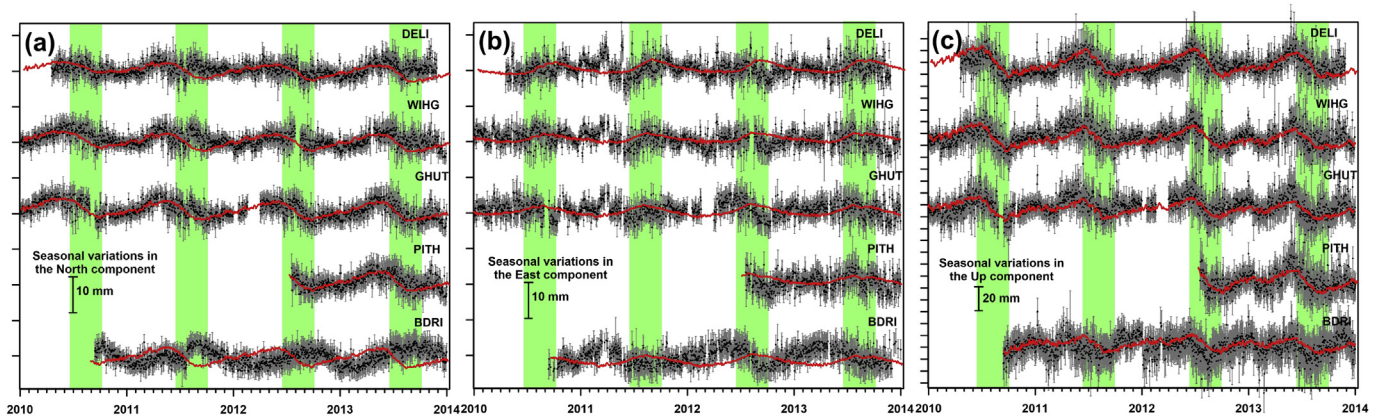 (a)
DELI
WIHG
GHUT
PITH
Seasonal variations in
the North component
10 mm
BDRI
2010
2011
2012
2013
2014
(b)
DELI
WIHG
GHUT
PITH
Seasonal variations in
the East component
10 mm
BDRI
2010
2011
2012
2013
2014
(c)
DELI
WIHG
GHUT
PITH
Seasonal variations in
the Up component
20 mm
BDRI
2010
2011
2012
2013
2014